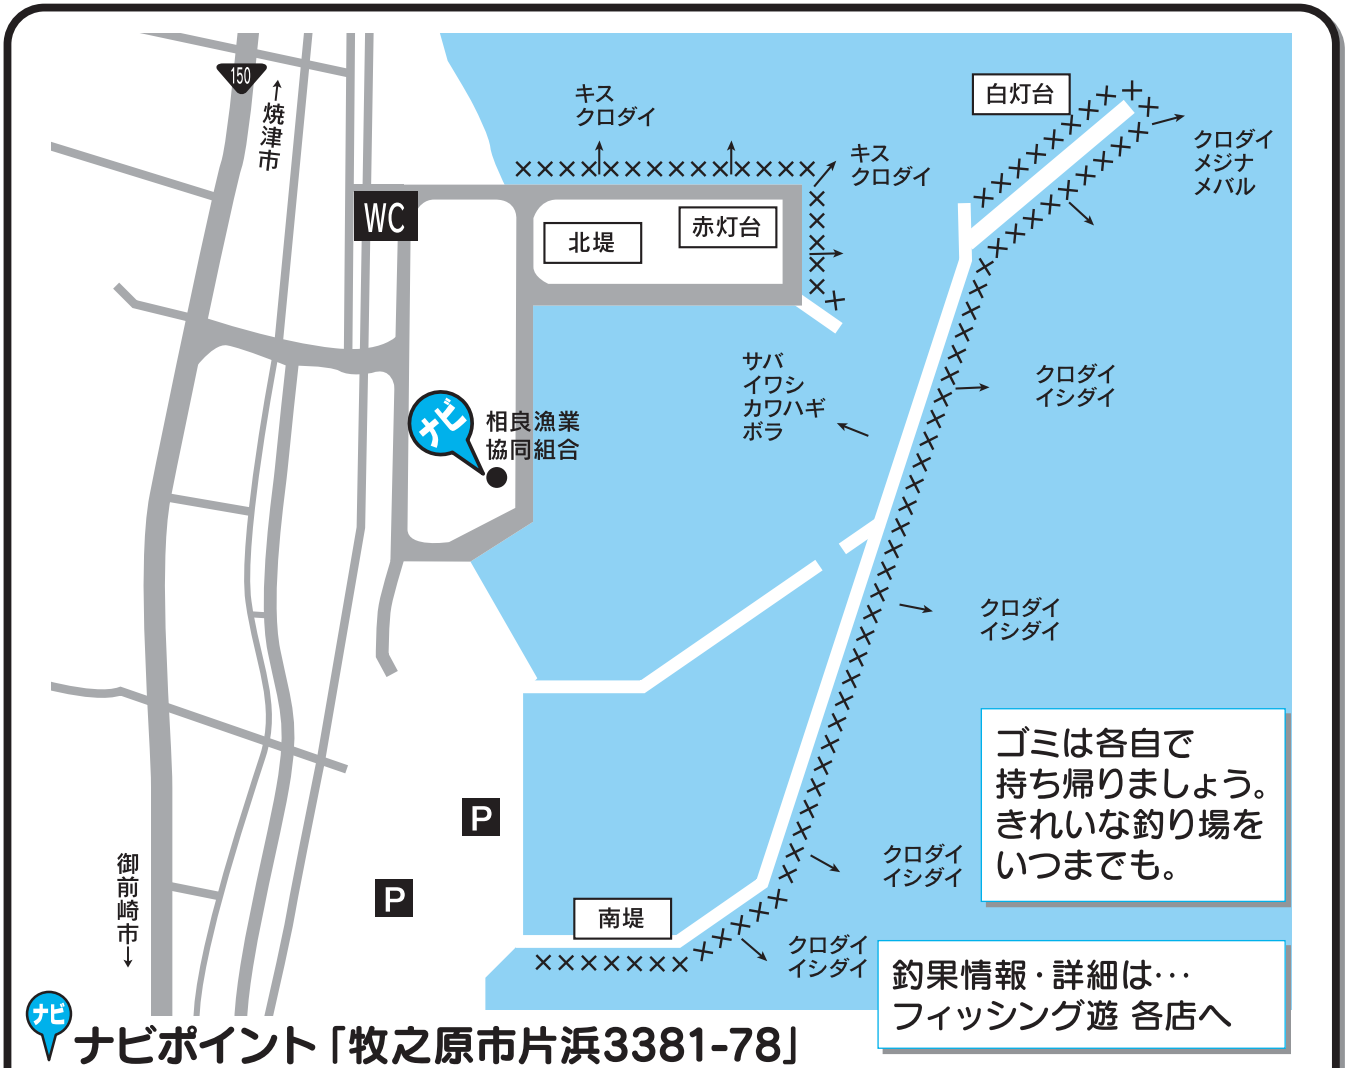 150
↑焼津市
キス
クロダイ
白灯台
キス
クロダイ
クロダイ
メジナ
メバル
WC
北堤
赤灯台
サバ
イワシ
カワハギ
ボラ
クロダイ
イシダイ
ナビ
相良漁業
協同組合
クロダイ
イシダイ
ゴミは各自で
持ち帰りましょう。
きれいな釣り場を
いつまでも。
P
P
御前崎市↓
クロダイ
イシダイ
南堤
クロダイ
イシダイ
釣果情報・詳細は・・・
フィッシング遊 各店へ
ナビ
ナビポイント「牧之原市片浜3381-78」